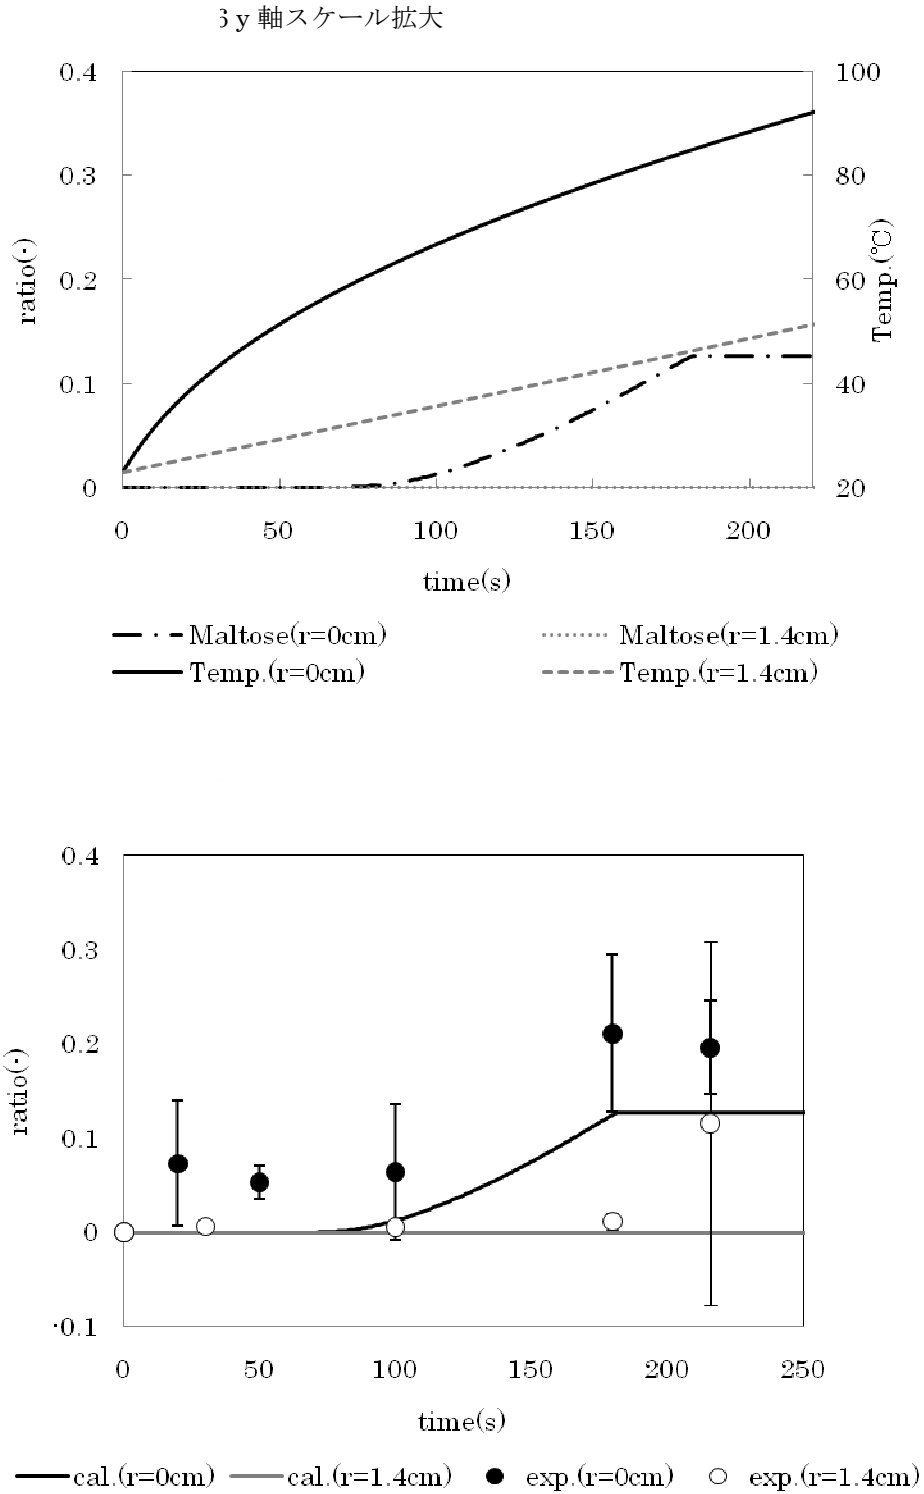 y 軸スケール拡大
0.4 100
0.3 80
0.2 60
0.1 40
0 20
ratio(·)
Temp.(℃)
0 50 100 150 200
time(s)
Maltose(r=0cm) Maltose(r=1.4cm)
Temp.(r=0cm) Temp.(r=1.4cm)
0.4
0.3
0.2
0.1
0
·0.1
ratio(·)
0 50 100 150 200 250
time(s)
cal.(r=0cm) cal.(r=1.4cm) exp.(r=0cm) exp.(r=1.4cm)